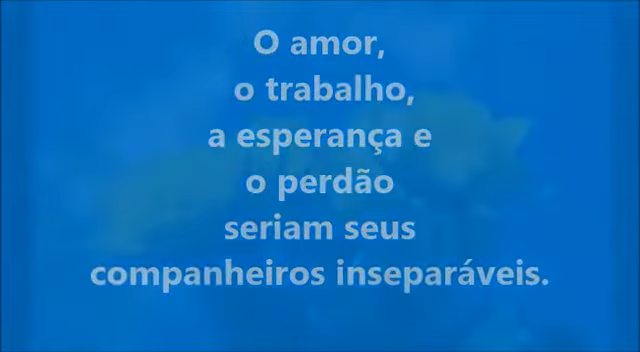 O amor,
o trabalho,
a esperança e
o perdão
seriam seus
companheiros inseparáveis.